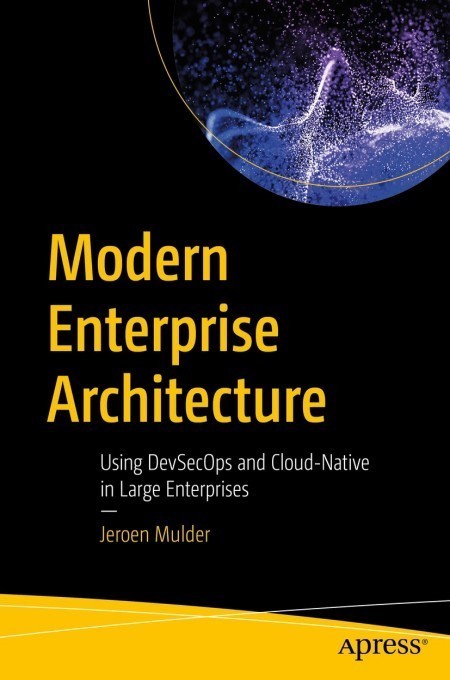 Modern
Enterprise
Architecture
Using DevSecOps and Cloud-Native
in Large Enterprises
—
Jeroen Mulder
Apress®